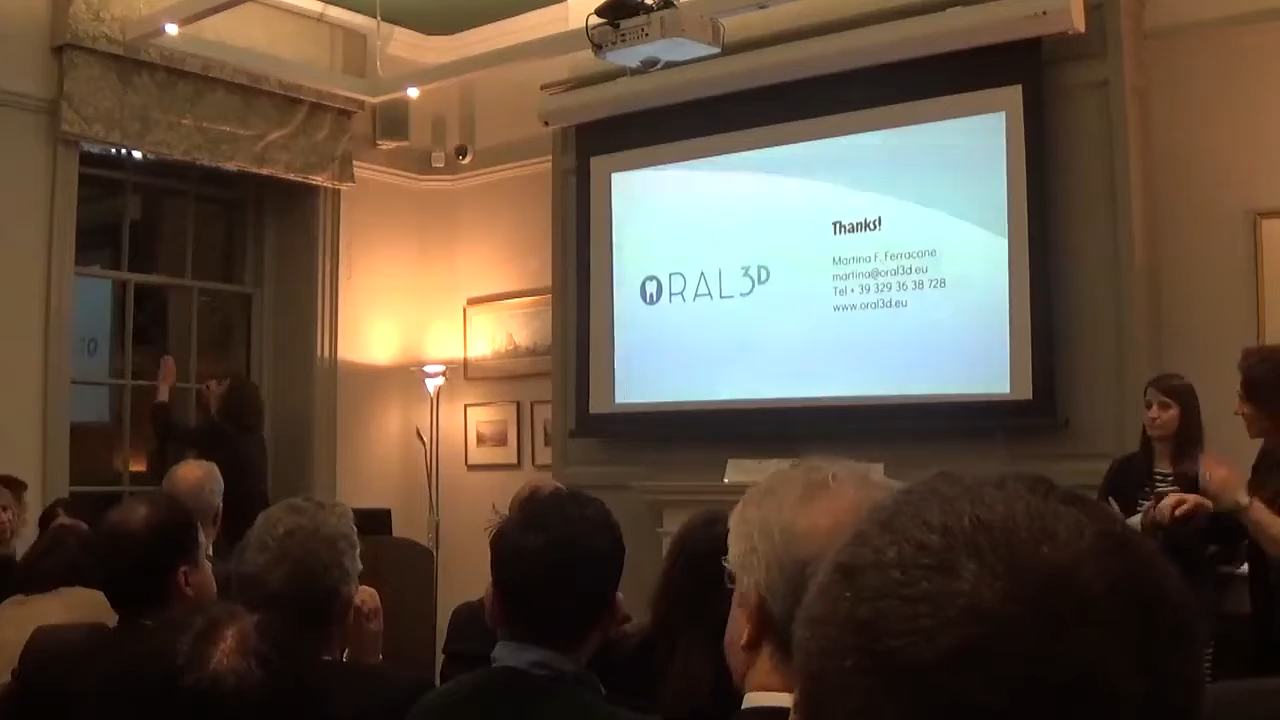 ORAL3D
Thanks!
Martina F. Ferracane
martina@oral3d.eu
Tel + 39 329 36 38 728
www.oral3d.eu